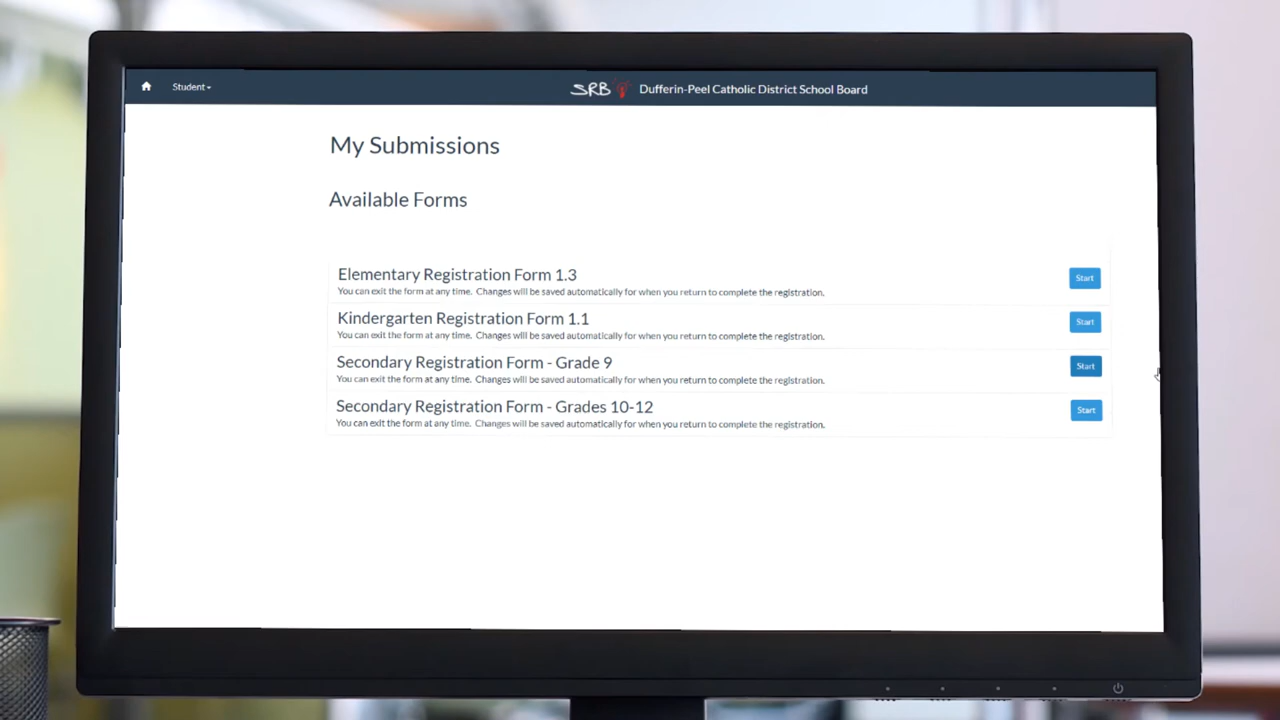 Student
SRB Dufferin-Peel Catholic District School Board
My Submissions
Available Forms
Elementary Registration Form 1.3
Start
You can exit the form at any time. Changes will be saved automatically for when you return to complete the registration.
Kindergarten Registration Form 1.1
Start
You can exit the form at any time. Changes will be saved automatically for when you return to complete the registration.
Secondary Registration Form - Grade 9
Start
You can exit the form at any time. Changes will be saved automatically for when you return to complete the registration.
Secondary Registration Form - Grades 10-12
Start
You can exit the form at any time. Changes will be saved automatically for when you return to complete the registration.